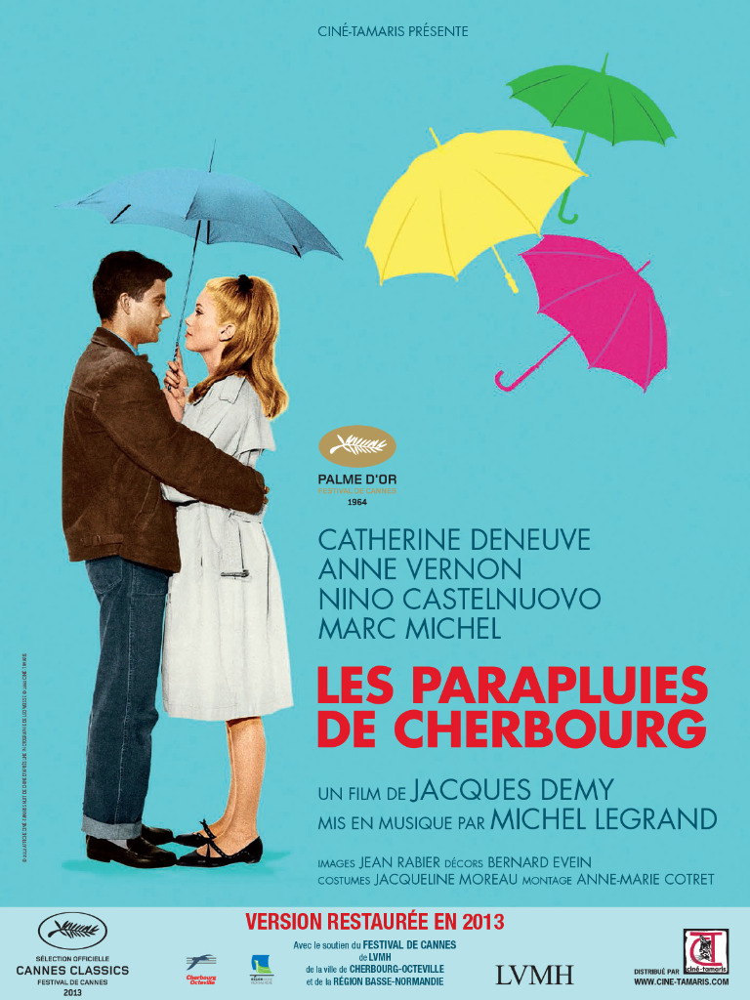 CINÉ-TAMARIS PRÉSENTE
PALME D'OR
FESTIVAL DE CANNES
1964
CATHERINE DENEUVE
ANNE VERNON
NINO CASTELNUOVO
MARC MICHEL
LES PARAPLUIES
DE CHERBOURG
UN FILM DE JACQUES DEMY
MIS EN MUSIQUE PAR MICHEL LEGRAND
IMAGES JEAN RABIER DÉCORS BERNARD EVEIN
COSTUMES JACQUELINE MOREAU MONTAGE ANNE-MARIE COTRET
VERSION RESTAURÉE EN 2013
SÉLECTION OFFICIELLE
CANNES CLASSICS
FESTIVAL DE CANNES
2013
Cherbourg
Octeville
Avec le soutien du FESTIVAL DE CANNES
de LVMH
de la ville de CHERBOURG-OCTEVILLE
et de la RÉGION BASSE-NORMANDIE
LVMH
DISTRIBUÉ PAR
ciné-tamaris
WWW.CINE-TAMARIS.COM